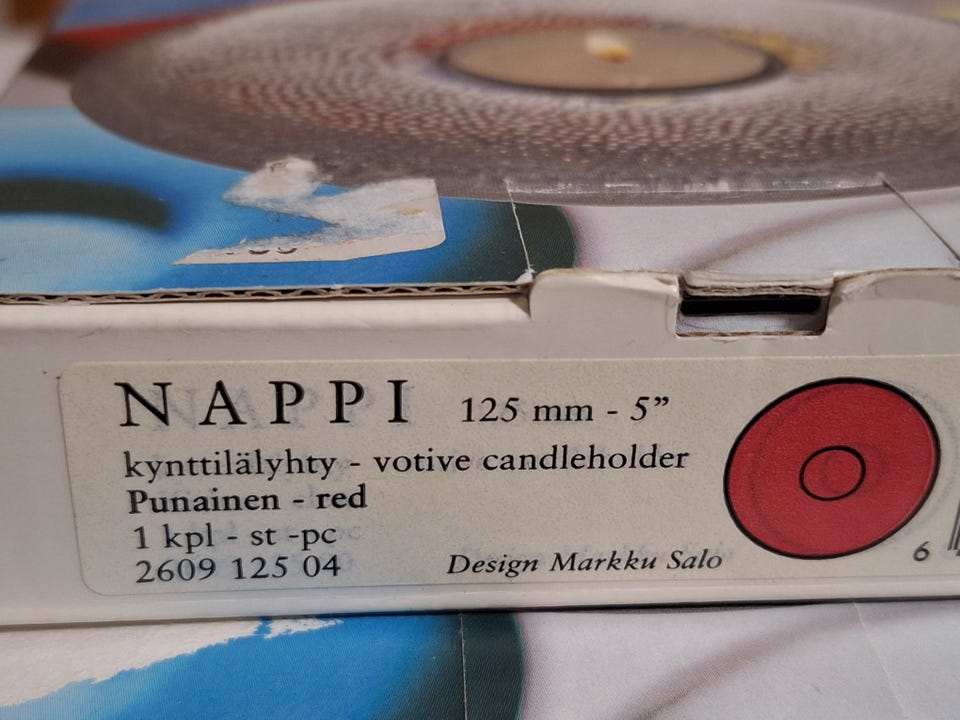 NAPPI 125 mm - 5”
kynttilälyhty - votive candleholder
Punainen - red
1 kpl - st -pc
2609 125 04
Design Markku Salo
6